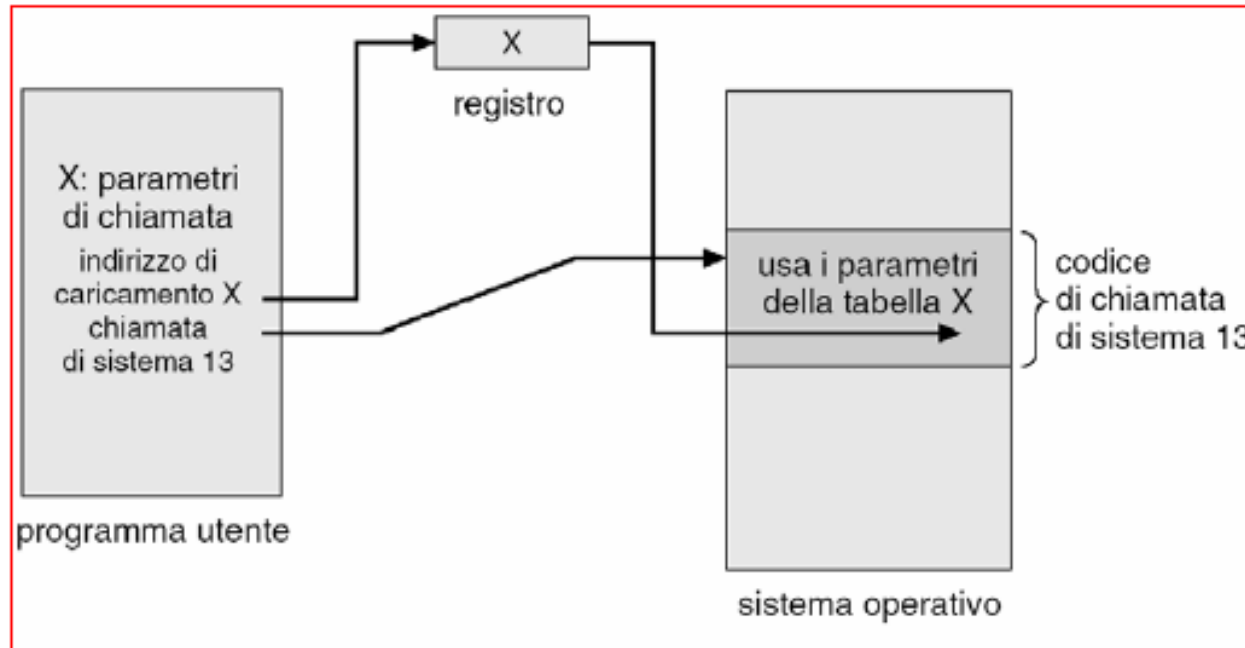 X
registro
X: parametri
di chiamata
indirizzo di
caricamento X
chiamata
di sistema 13
programma utente
usa i parametri
della tabella X
codice
di chiamata
di sistema 13
sistema operativo